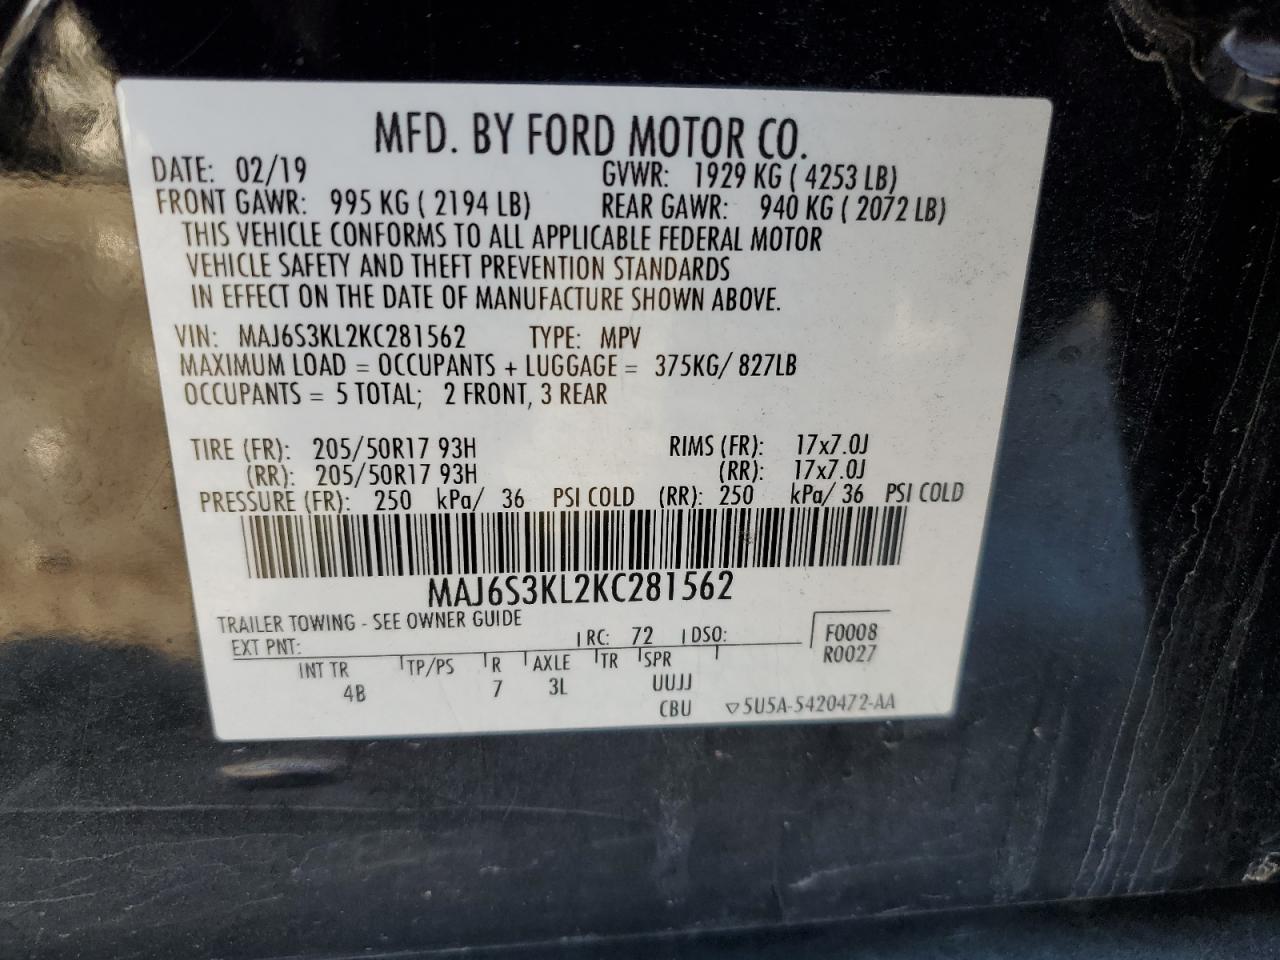 MFD. BY FORD MOTOR CO.
DATE: 02/19 GVWR: 1929 KG ( 4253 LB)
FRONT GAWR: 995 KG ( 2194 LB) REAR GAWR: 940 KG ( 2072 LB)
THIS VEHICLE CONFORMS TO ALL APPLICABLE FEDERAL MOTOR
VEHICLE SAFETY AND THEFT PREVENTION STANDARDS
IN EFFECT ON THE DATE OF MANUFACTURE SHOWN ABOVE.
VIN: MAJ6S3KL2KC281562 TYPE: MPV
MAXIMUM LOAD = OCCUPANTS + LUGGAGE = 375KG/ 827LB
OCCUPANTS = 5 TOTAL; 2 FRONT, 3 REAR
TIRE (FR): 205/50R17 93H RIMS (FR): 17x7.0J
(RR): 205/50R17 93H (RR): 17x7.0J
PRESSURE (FR): 250 kPa/ 36 PSI COLD (RR): 250 kPa/ 36 PSI COLD
MAJ6S3KL2KC281562
TRAILER TOWING - SEE OWNER GUIDE
EXT PNT: RC: 72 DSO: F0008
R0027
INT TR TP/PS R AXLE TR SPR
4B 7 3L UUJJ
CBU ▽5U5A-5420472-AA